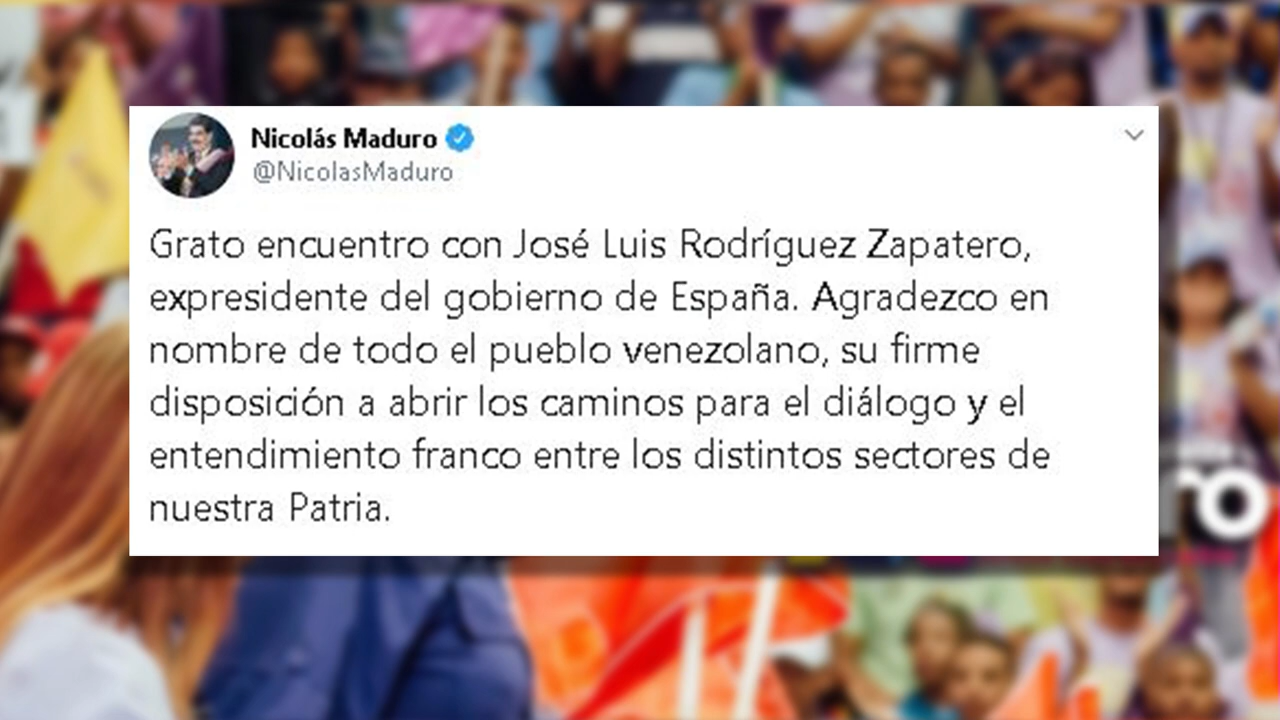 Nicolás Maduro
@NicolasMaduro
Grato encuentro con José Luis Rodríguez Zapatero,
expresidente del gobierno de España. Agradezco en
nombre de todo el pueblo venezolano, su firme
disposición a abrir los caminos para el diálogo y el
entendimiento franco entre los distintos sectores de
nuestra Patria.
ro